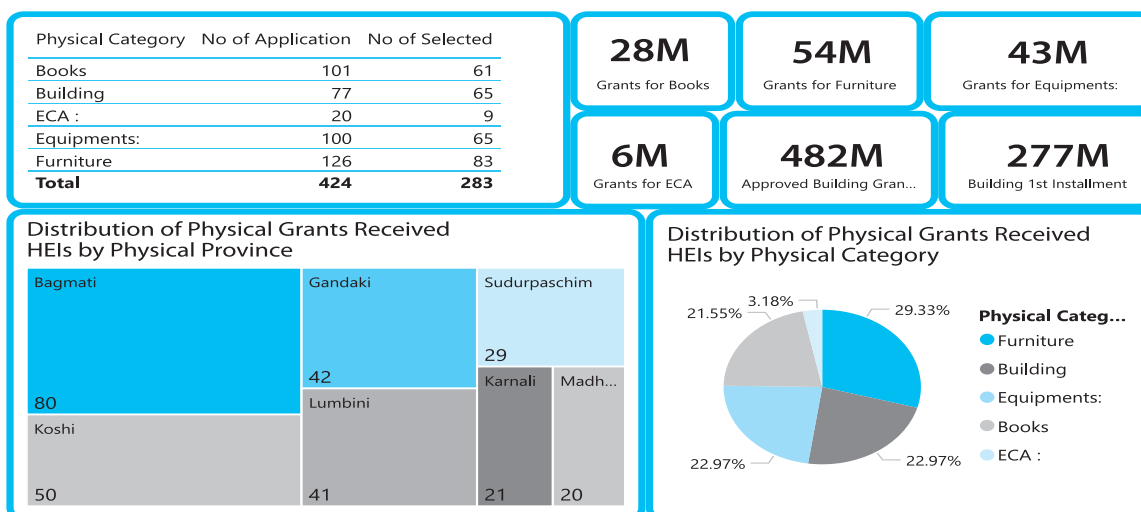 Physical Category No of Application No of Selected
Books 101 61
Building 77 65
ECA : 20 9
Equipments: 100 65
Furniture 126 83
Total 424 283
28M
Grants for Books
54M
Grants for Furniture
43M
Grants for Equipments:
6M
Grants for ECA
482M
Approved Building Gran...
277M
Building 1st Installment
Distribution of Physical Grants Received
HEIs by Physical Province
Bagmati
80
Koshi
50
Gandaki
42
Lumbini
41
Sudurpaschim
29
Karnali
21
Madh...
20
Distribution of Physical Grants Received
HEIs by Physical Category
3.18%
21.55%
29.33%
22.97%
22.97%
Physical Categ...
Furniture
Building
Equipments:
Books
ECA :